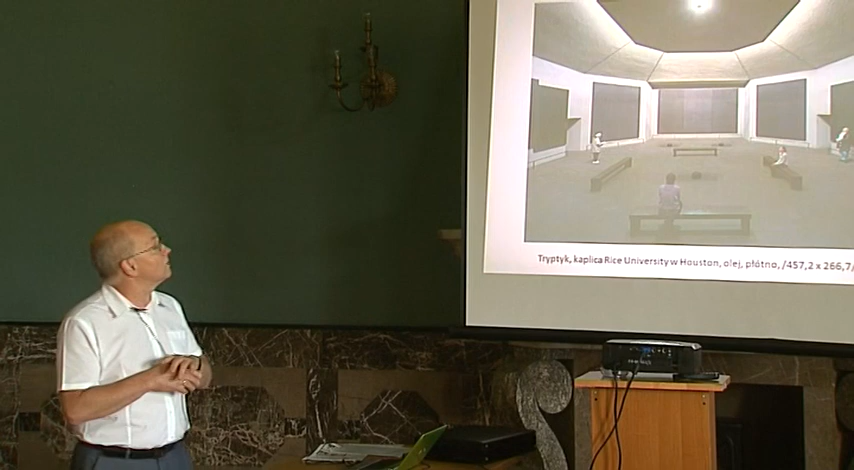 Tryptyk, kaplica Rice University w Houston, olej, płótno, /457,2 x 266,7/